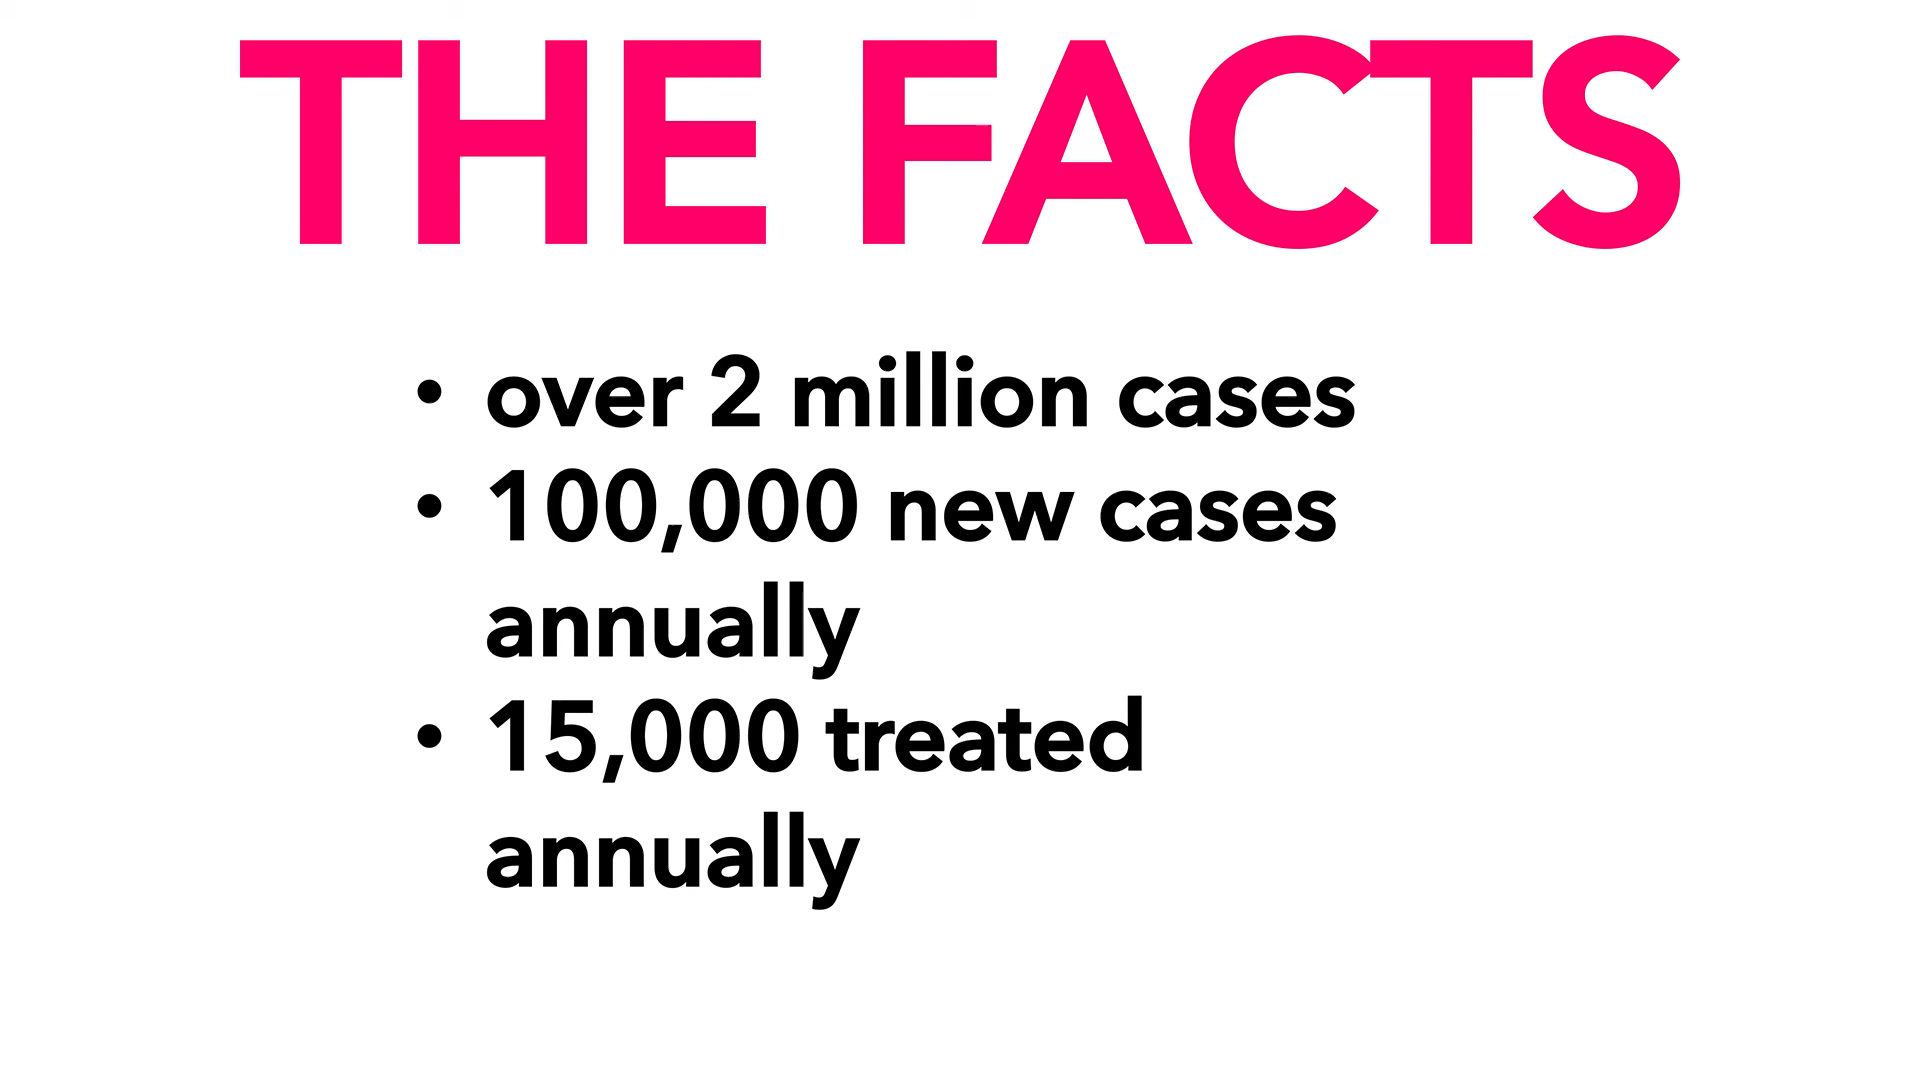 THE FACTS
• over 2 million cases
• 100,000 new cases
annually
• 15,000 treated
annually